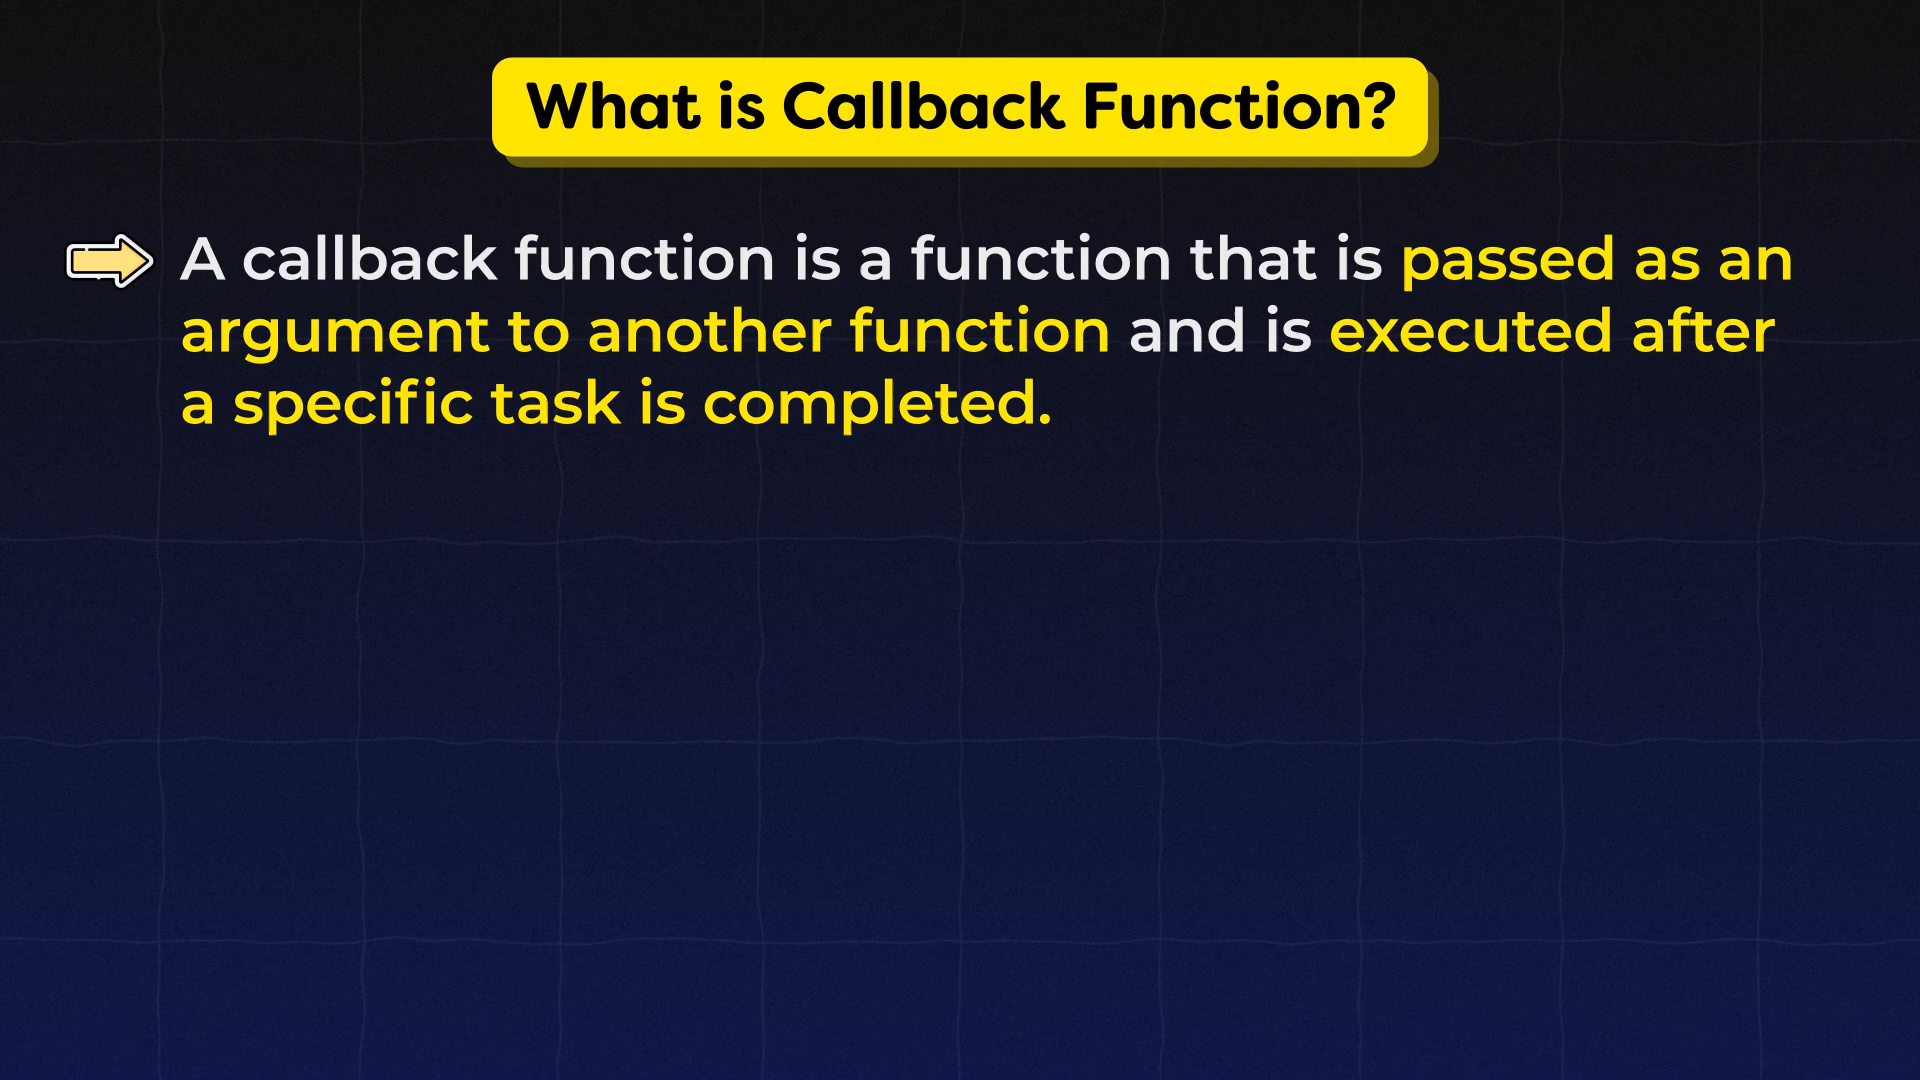 What is Callback Function?
A callback function is a function that is passed as an
argument to another function and is executed after
a specific task is completed.